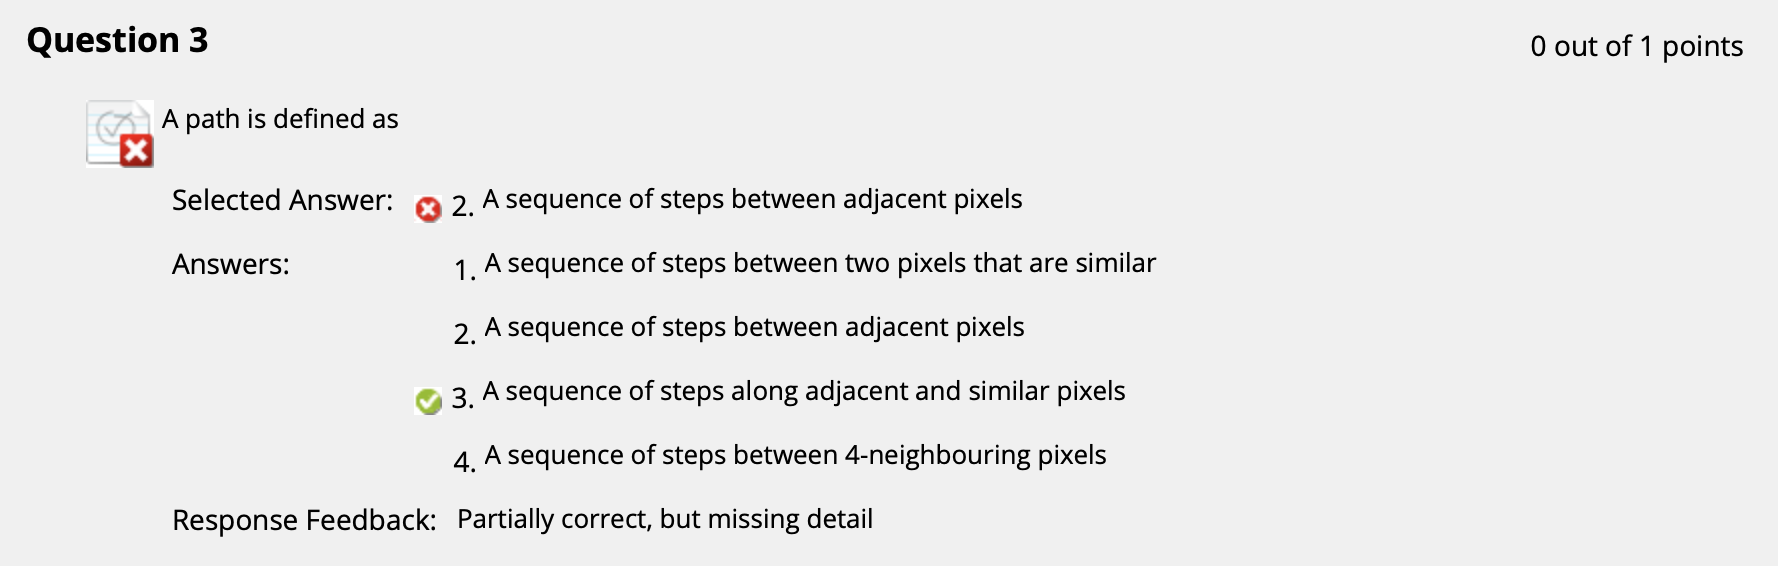 Question 3
0 out of 1 points
A path is defined as
Selected Answer: 2. A sequence of steps between adjacent pixels
Answers: 1. A sequence of steps between two pixels that are similar
2. A sequence of steps between adjacent pixels
3. A sequence of steps along adjacent and similar pixels
4. A sequence of steps between 4-neighbouring pixels
Response Feedback: Partially correct, but missing detail